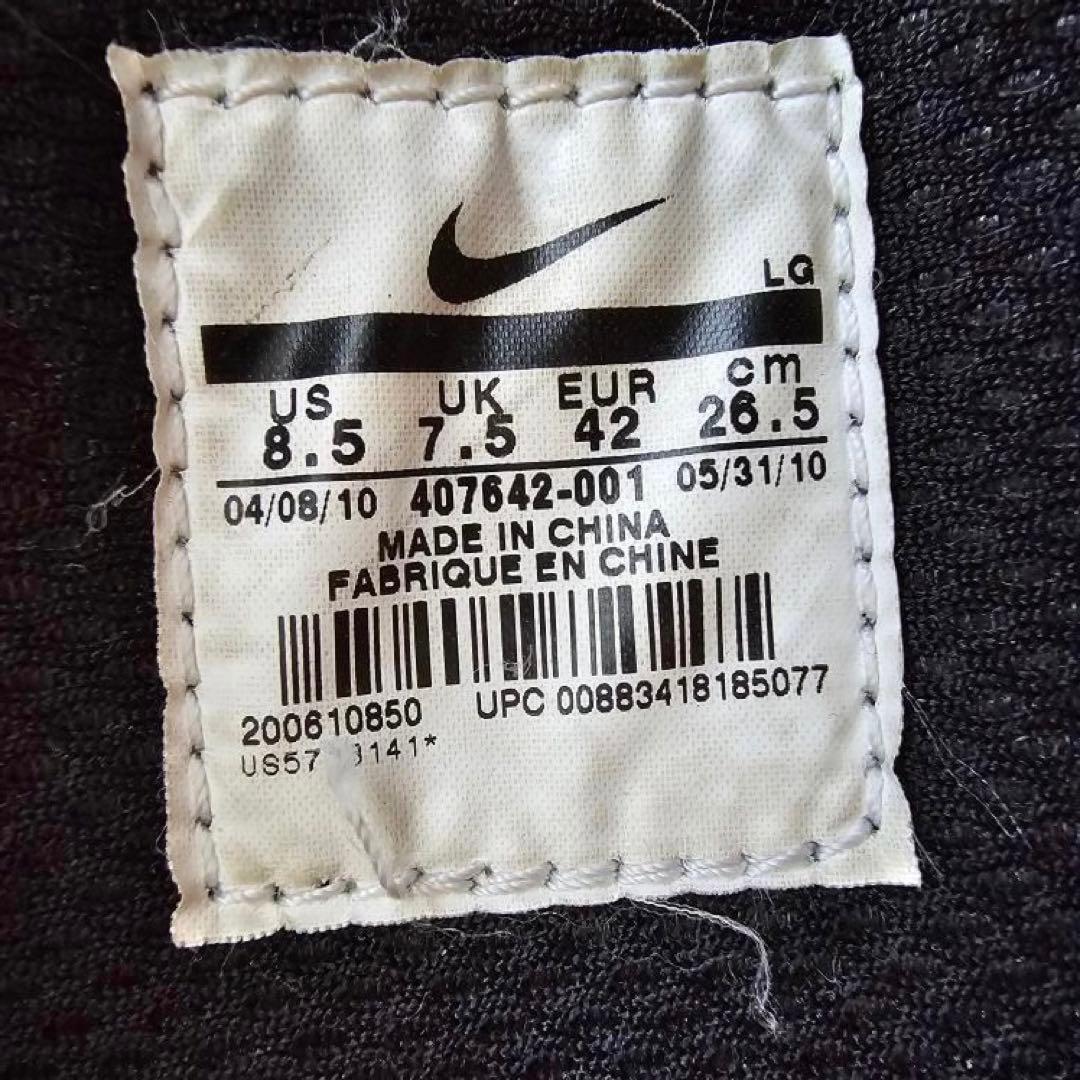 LG
US UK EUR cm
8.5 7.5 42 26.5
04/08/10 407642-001 05/31/10
MADE IN CHINA
FABRIQUE EN CHINE
200610850 UPC 00883418185077